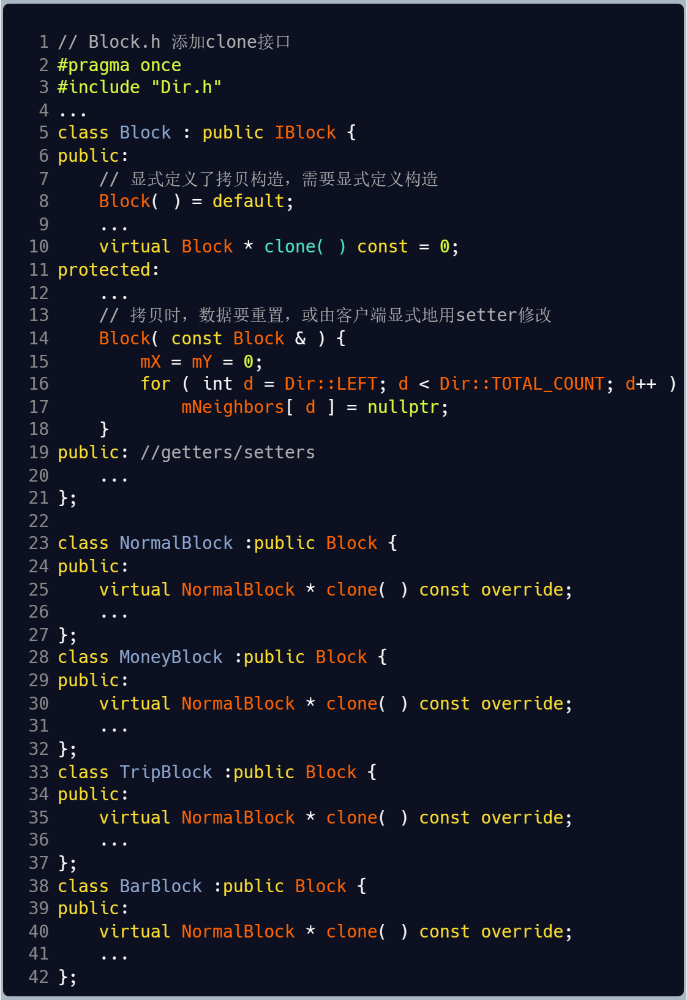 1 // Block.h 添加clone接口
2 #pragma once
3 #include "Dir.h"
4 ...
5 class Block : public IBlock {
6 public:
7     // 显式定义了拷贝构造，需要显式定义构造
8     Block( ) = default;
9     ...
10     virtual Block * clone( ) const = 0;
11 protected:
12     ...
13     // 拷贝时，数据要重置，或由客户端显式地用setter修改
14     Block( const Block & ) {
15         mX = mY = 0;
16         for ( int d = Dir::LEFT; d < Dir::TOTAL_COUNT; d++ )
17             mNeighbors[ d ] = nullptr;
18     }
19 public: //getters/setters
20     ...
21 };
22
23 class NormalBlock :public Block {
24 public:
25     virtual NormalBlock * clone( ) const override;
26     ...
27 };
28 class MoneyBlock :public Block {
29 public:
30     virtual NormalBlock * clone( ) const override;
31     ...
32 };
33 class TripBlock :public Block {
34 public:
35     virtual NormalBlock * clone( ) const override;
36     ...
37 };
38 class BarBlock :public Block {
39 public:
40     virtual NormalBlock * clone( ) const override;
41     ...
42 };